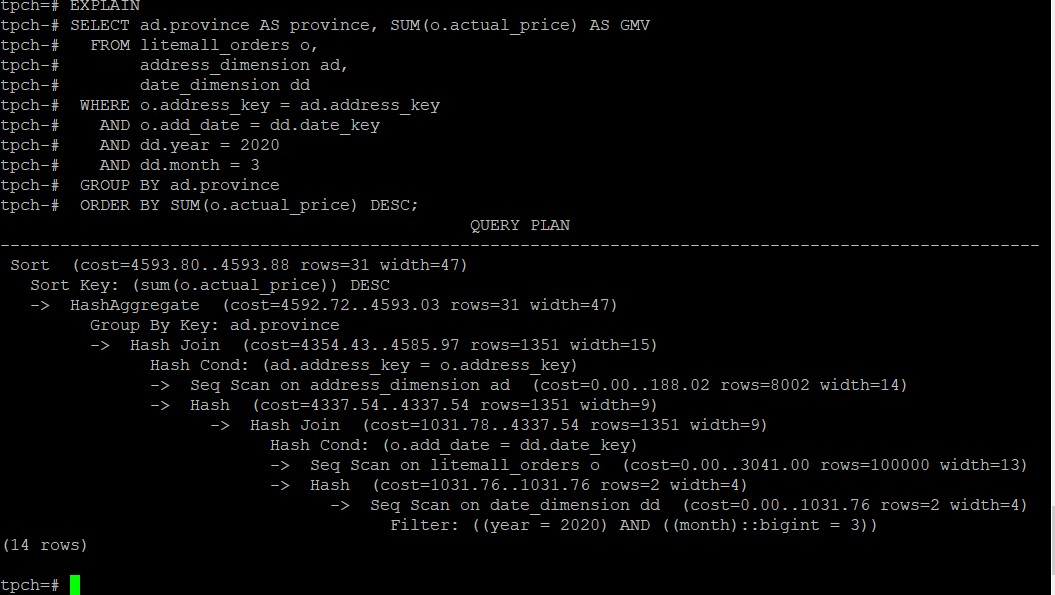 tpch=# EXPLAIN
tpch-# SELECT ad.province AS province, SUM(o.actual_price) AS GMV
tpch-#   FROM litemall_orders o,
tpch-#        address_dimension ad,
tpch-#        date_dimension dd
tpch-#  WHERE o.address_key = ad.address_key
tpch-#    AND o.add_date = dd.date_key
tpch-#    AND dd.year = 2020
tpch-#    AND dd.month = 3
tpch-#  GROUP BY ad.province
tpch-#  ORDER BY SUM(o.actual_price) DESC;
QUERY PLAN
--------------------------------------------------------------------------------------------------------
Sort  (cost=4593.80..4593.88 rows=31 width=47)
Sort Key: (sum(o.actual_price)) DESC
->  HashAggregate  (cost=4592.72..4593.03 rows=31 width=47)
Group By Key: ad.province
->  Hash Join  (cost=4354.43..4585.97 rows=1351 width=15)
Hash Cond: (ad.address_key = o.address_key)
->  Seq Scan on address_dimension ad  (cost=0.00..188.02 rows=8002 width=14)
->  Hash  (cost=4337.54..4337.54 rows=1351 width=9)
->  Hash Join  (cost=1031.78..4337.54 rows=1351 width=9)
Hash Cond: (o.add_date = dd.date_key)
->  Seq Scan on litemall_orders o  (cost=0.00..3041.00 rows=100000 width=13)
->  Hash  (cost=1031.76..1031.76 rows=2 width=4)
->  Seq Scan on date_dimension dd  (cost=0.00..1031.76 rows=2 width=4)
Filter: ((year = 2020) AND ((month)::bigint = 3))
(14 rows)
tpch=#